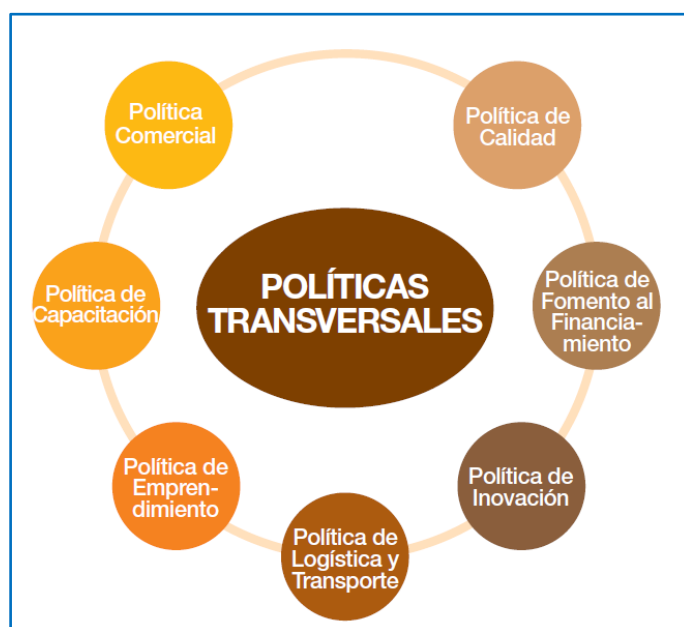 Política
Comercial
Política de
Calidad
POLÍTICAS
TRANSVERSALES
Política de
Capacitación
Política de
Fomento al
Financia-
miento
Política de
Empren-
dimiento
Política de
Inovación
Política de
Logística y
Transporte